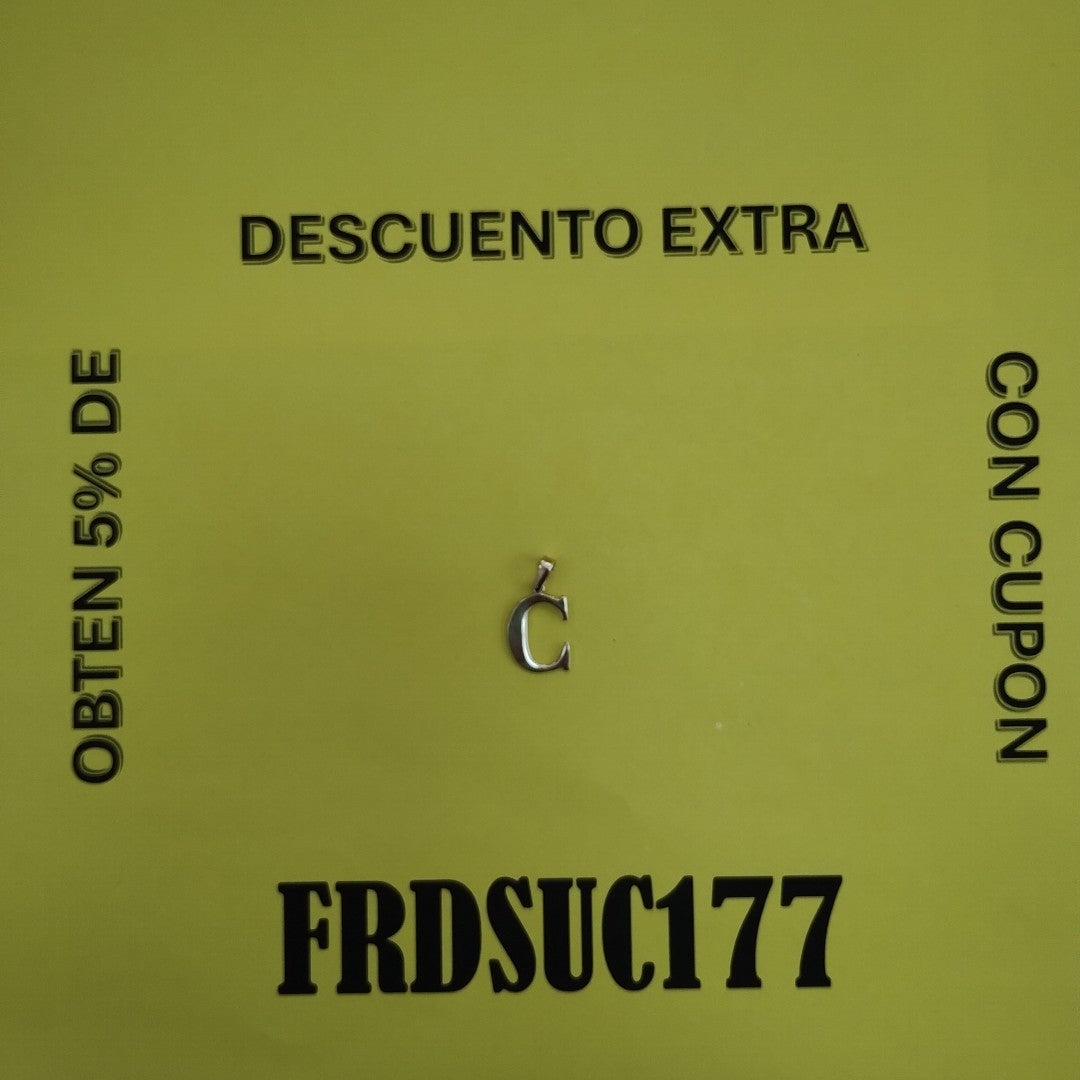 OBTEN 5% DE
DESCUENTO EXTRA
CON CUPON
C
FRDSUC177